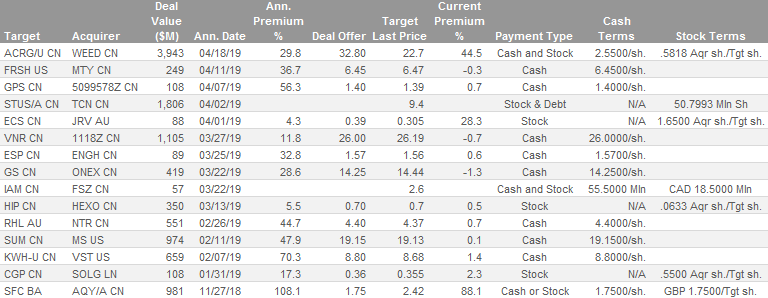 Target Acquirer Deal Value ($M) Ann. Date Ann. Premium % Deal Offer Target Last Price Current Premium % Payment Type Cash Terms Stock Terms
ACRG/U CN WEED CN 3,943 04/18/19 29.8 32.80 22.7 44.5 Cash and Stock 2.5500/sh. .5818 Aqr sh./Tgt sh.
FRSH US MTY CN 249 04/11/19 36.7 6.45 6.47 -0.3 Cash 6.4500/sh.
GPS CN 5099578Z CN 108 04/07/19 56.3 1.40 1.39 0.7 Cash 1.4000/sh.
STUS/A CN TCN CN 1,806 04/02/19 9.4 Stock & Debt N/A 50.7993 Mln Sh
ECS CN JRV AU 88 04/01/19 4.3 0.39 0.305 28.3 Stock N/A 1.6500 Aqr sh./Tgt sh.
VNR CN 1118Z CN 1,105 03/27/19 11.8 26.00 26.19 -0.7 Cash 26.0000/sh.
ESP CN ENGH CN 89 03/25/19 32.8 1.57 1.56 0.6 Cash 1.5700/sh.
GS CN ONEX CN 419 03/22/19 28.6 14.25 14.44 -1.3 Cash 14.2500/sh.
IAM CN FSZ CN 57 03/22/19 2.6 Cash and Stock 55.5000 Mln CAD 18.5000 Mln
HIP CN HEXO CN 350 03/13/19 5.5 0.70 0.7 0.5 Stock N/A .0633 Aqr sh./Tgt sh.
RHL AU NTR CN 551 02/26/19 44.7 4.40 4.37 0.7 Cash 4.4000/sh.
SUM CN MS US 974 02/11/19 47.9 19.15 19.13 0.1 Cash 19.1500/sh.
KWH-U CN VST US 659 02/07/19 70.3 8.80 8.68 1.4 Cash 8.8000/sh.
CGP CN SOLG LN 108 01/31/19 17.3 0.36 0.355 2.3 Stock N/A .5500 Aqr sh./Tgt sh.
SFC BA AQY/A CN 981 11/27/18 108.1 1.75 2.42 88.1 Cash or Stock 1.7500/sh. GBP 1.7500/Tgt sh.